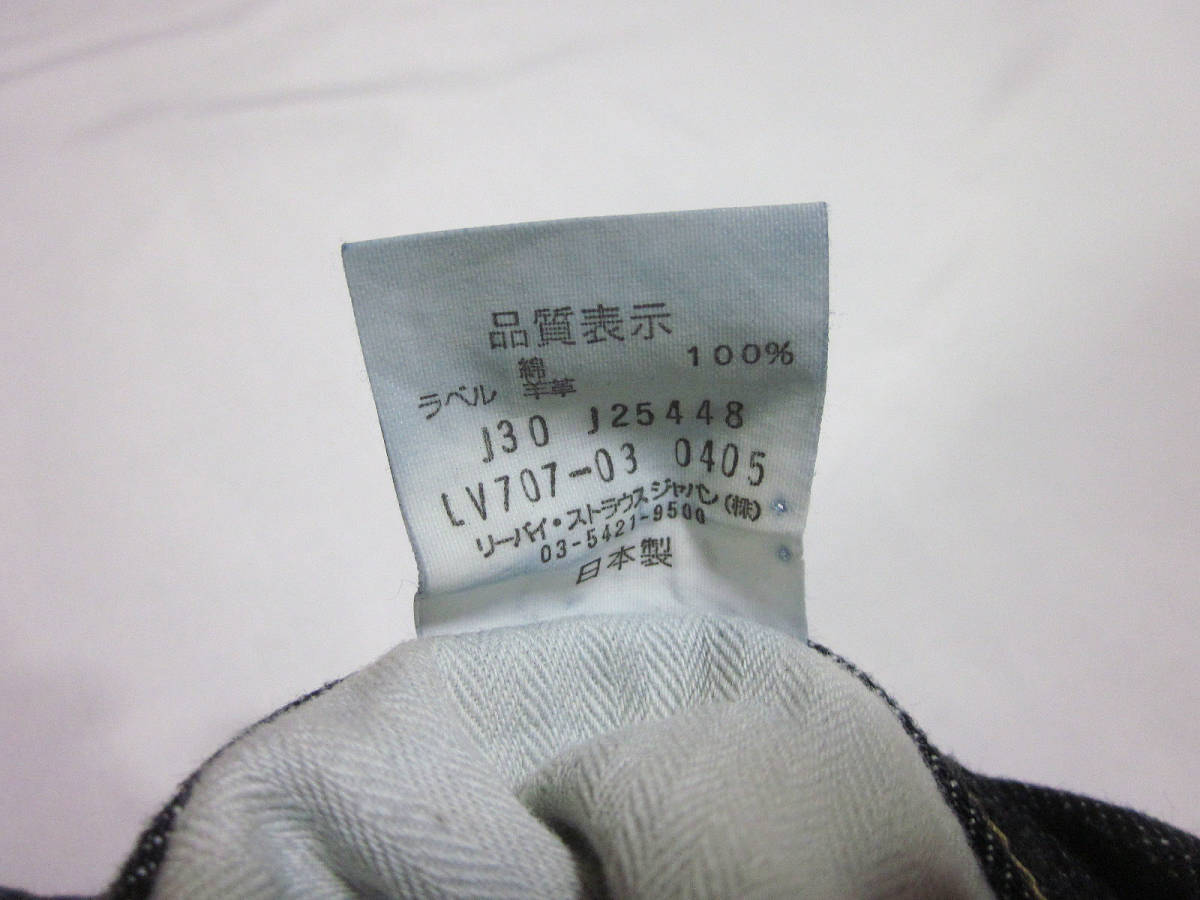 品質表示
綿 100%
ラベル 羊革
J30 J25448
LV707-03 0405
リーバイ・ストラウスジャパン(株)
03-5421-9500
日本製